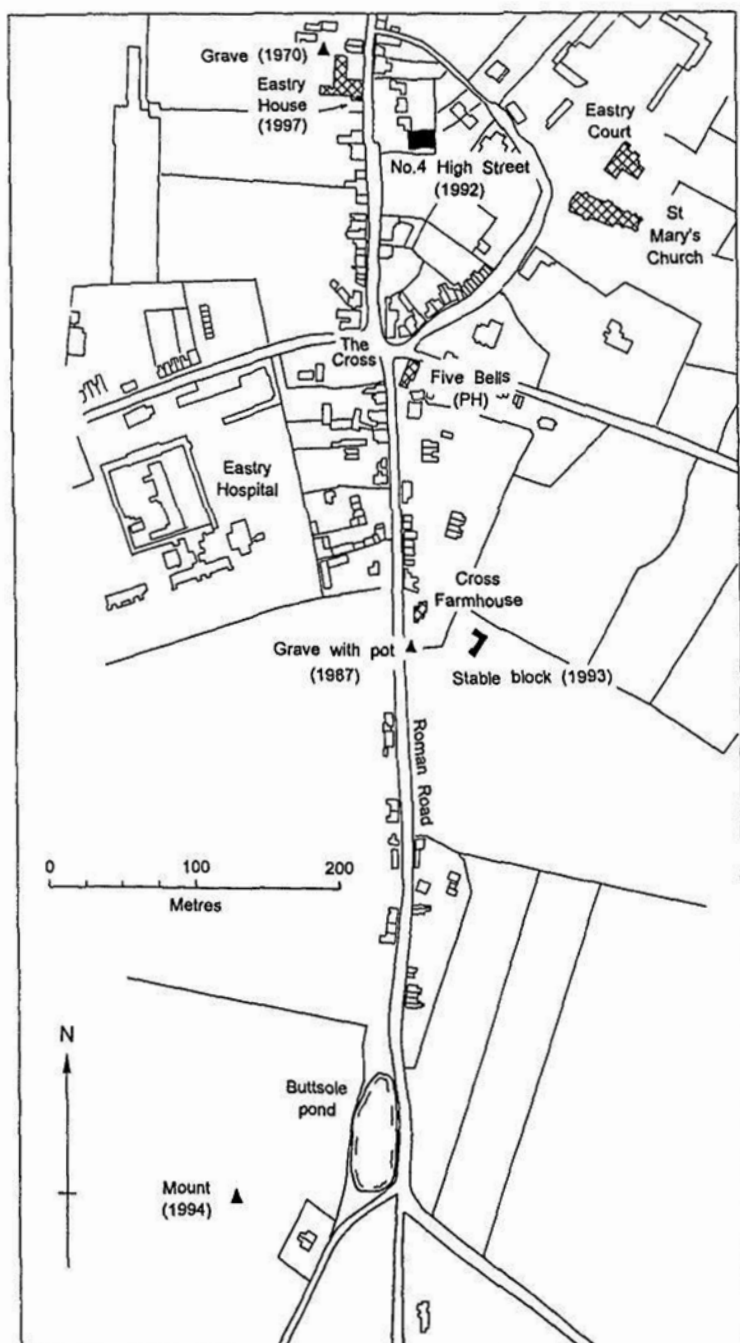 Grave (1970)
Eastry
House
(1997)
Eastry
Court
No.4 High Street
(1992)
St
Mary's
Church
The
Cross
Five Bells
(PH)
Eastry
Hospital
Cross
Farmhouse
Grave with pot
(1987)
Stable block (1993)
Roman Road
0 100 200
Metres
N
Buttsole
pond
Mount
(1994)